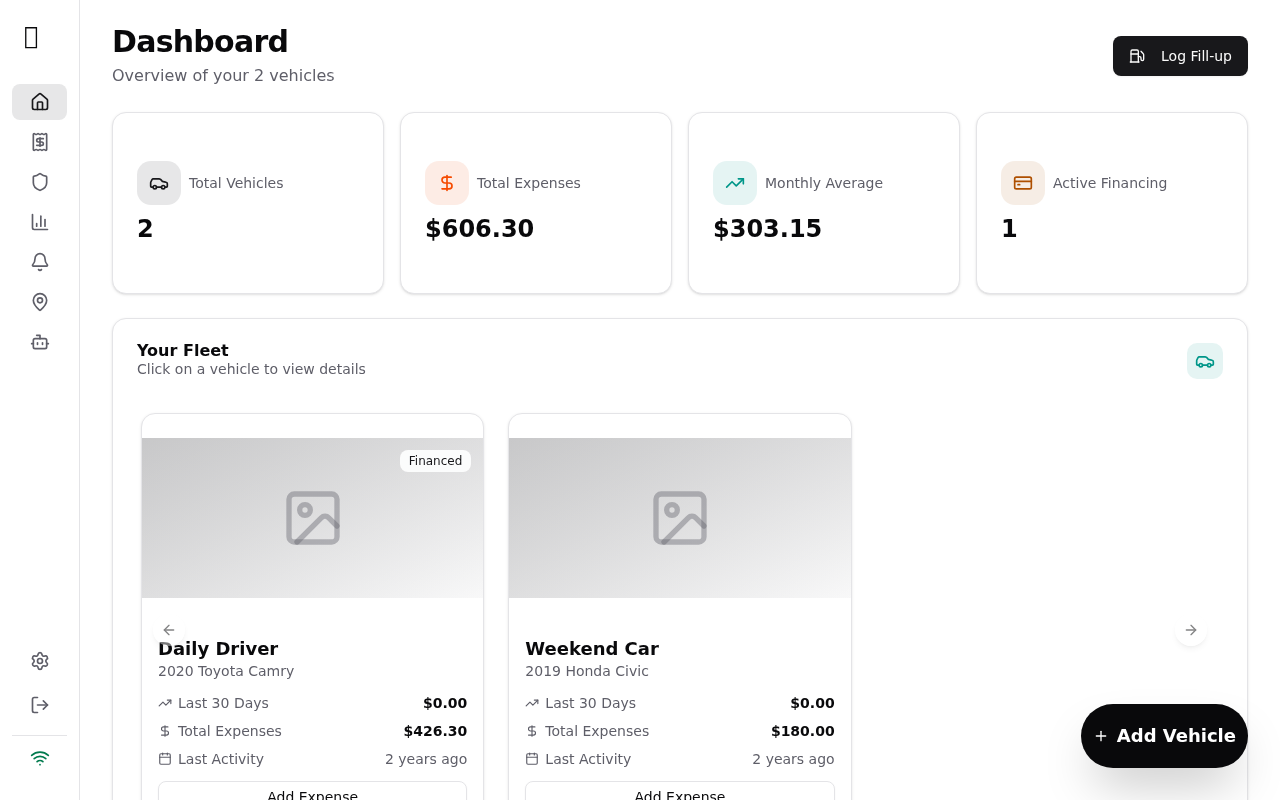 Dashboard
Overview of your 2 vehicles
Log Fill-up
Total Vehicles
2
Total Expenses
$606.30
Monthly Average
$303.15
Active Financing
1
Your Fleet
Click on a vehicle to view details
Financed
Daily Driver
2020 Toyota Camry
Last 30 Days $0.00
Total Expenses $426.30
Last Activity 2 years ago
Add Expense
Weekend Car
2019 Honda Civic
Last 30 Days $0.00
Total Expenses $180.00
Last Activity 2 years ago
Add Expense
Add Vehicle